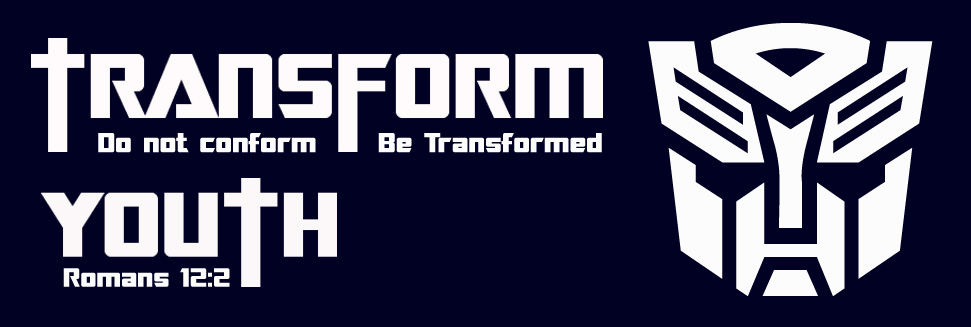 TRANSFORM
Do not conform Be Transformed
YOUTH
Romans 12:2